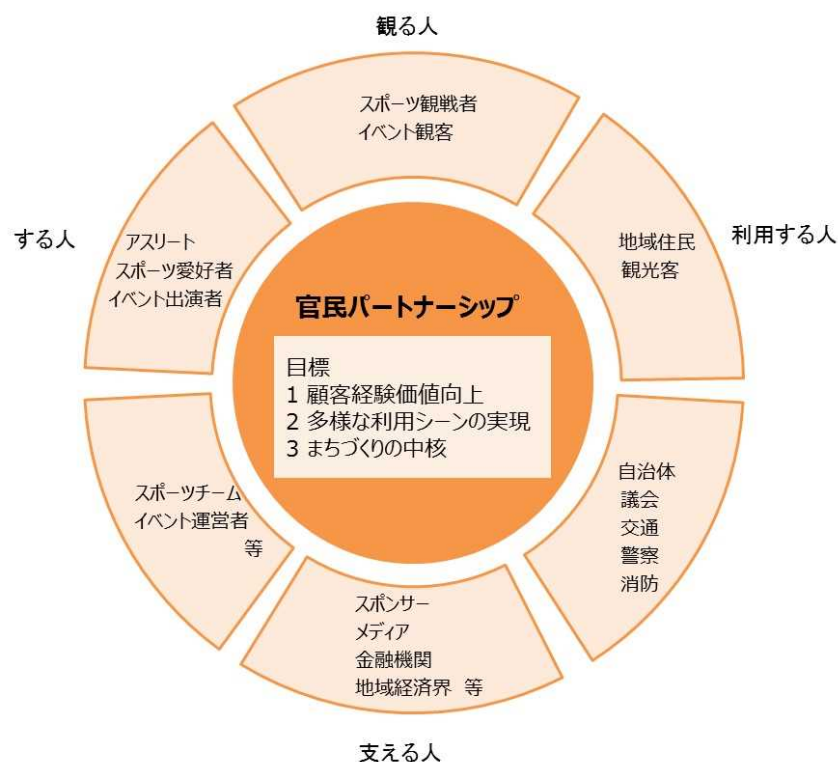 観る人
スポーツ観戦者
イベント観客
する人
アスリート
スポーツ愛好者
イベント出演者
利用する人
地域住民
観光客
官民パートナーシップ
目標
1 顧客経験価値向上
2 多様な利用シーンの実現
3 まちづくりの中核
スポーツチーム
イベント運営者
等
自治体
議会
交通
警察
消防
スポンサー
メディア
金融機関
地域経済界 等
支える人